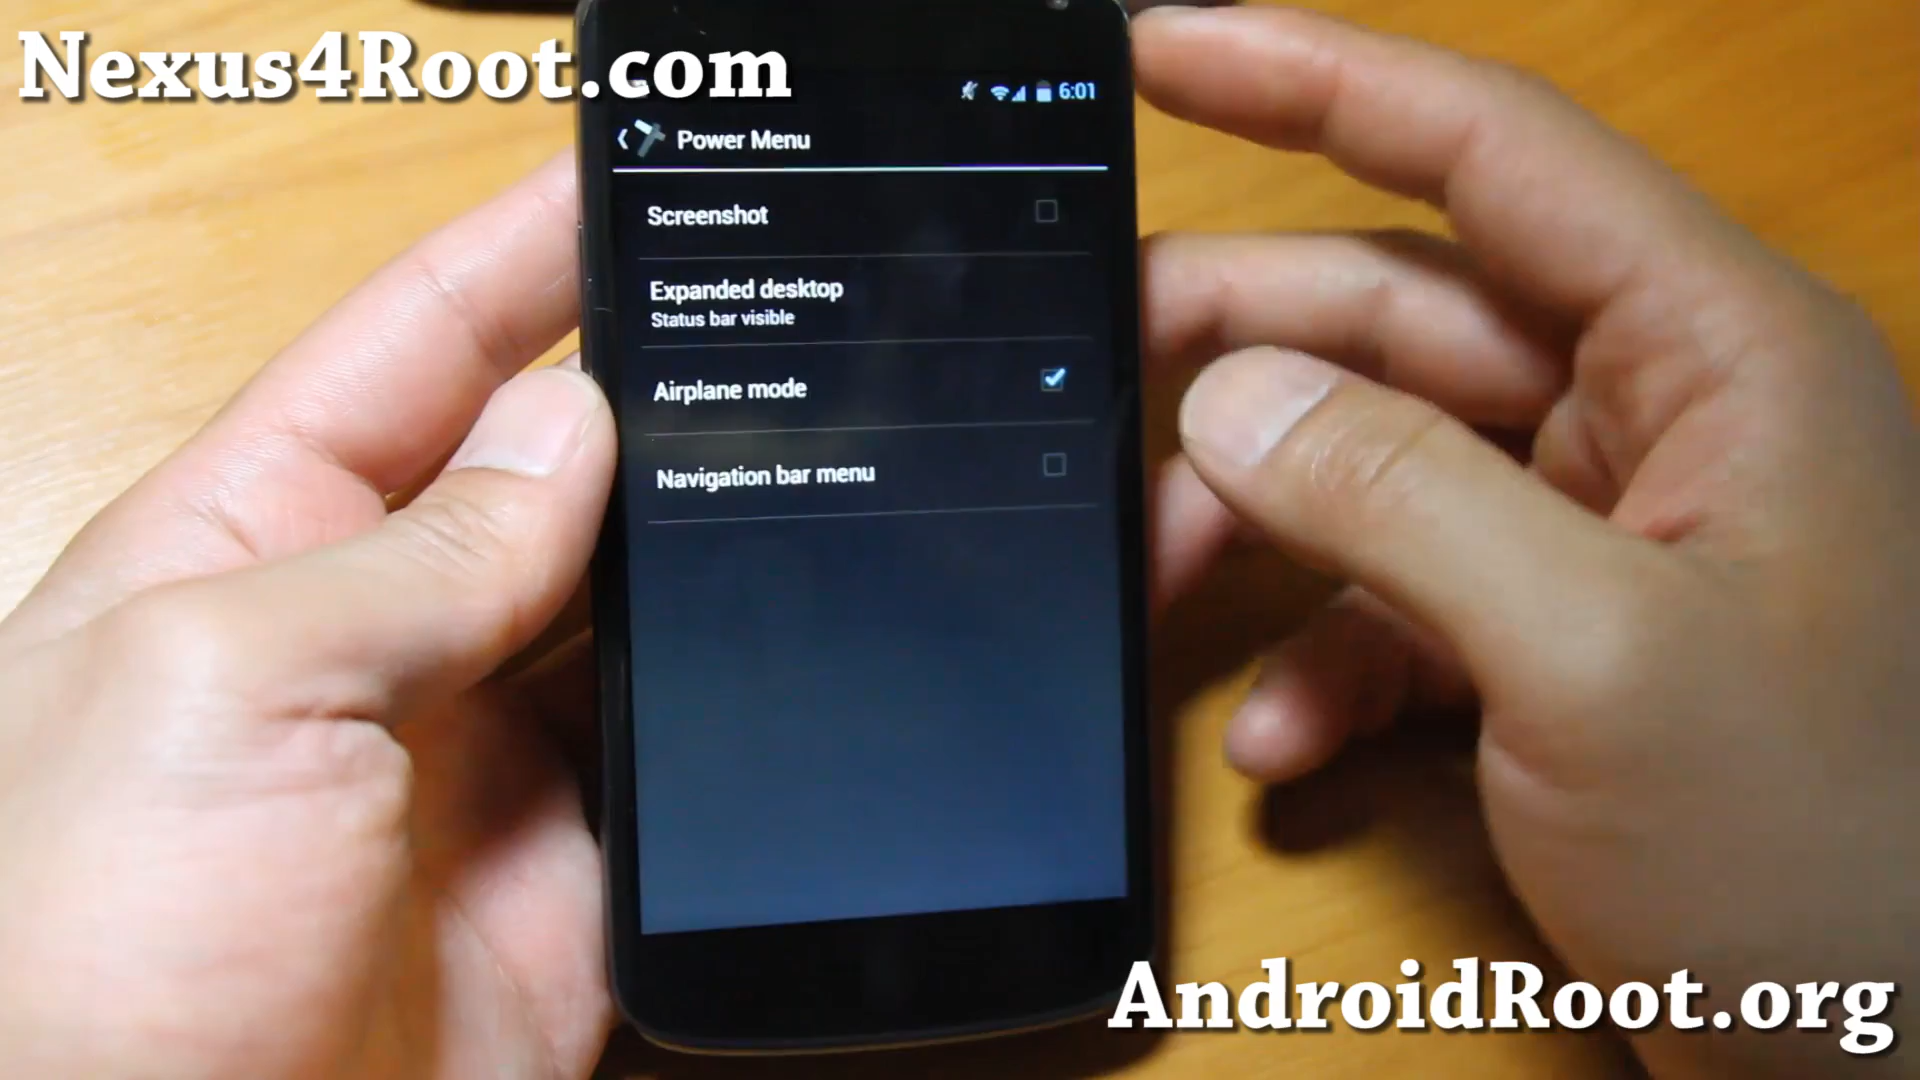 Nexus4Root.com
6:01
Power Menu
Screenshot
Expanded desktop
Status bar visible
Airplane mode
Navigation bar menu
AndroidRoot.org